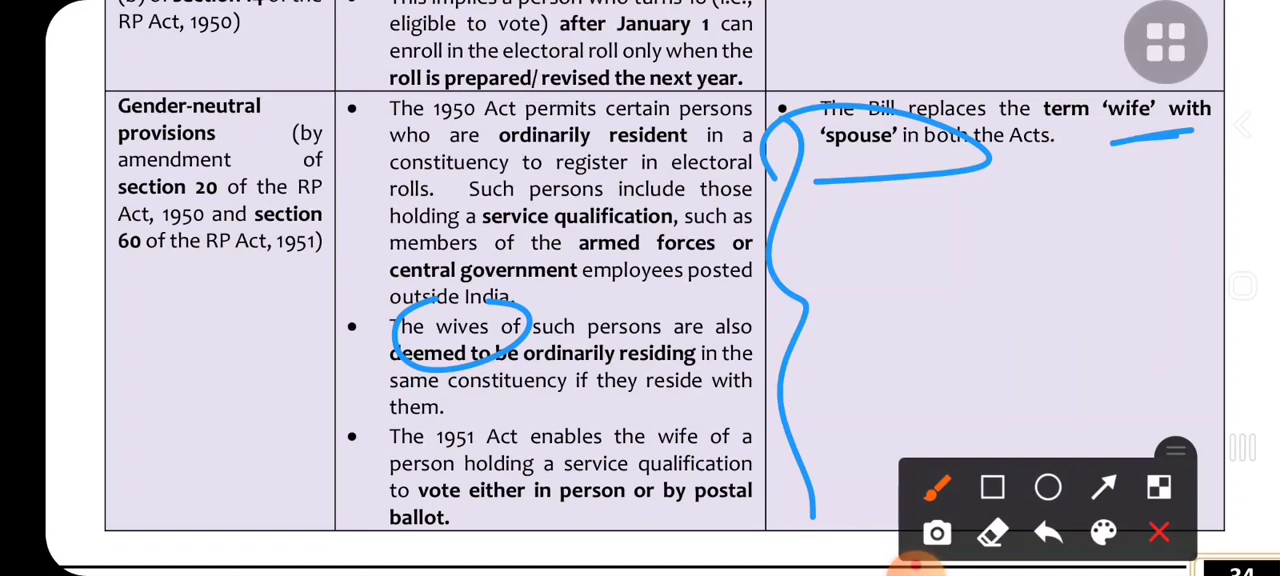 (b) of section 14 of the
RP Act, 1950)
eligible to vote) after January 1 can
enroll in the electoral roll only when the
roll is prepared/ revised the next year.
Gender-neutral
provisions (by
amendment of
section 20 of the RP
Act, 1950 and section
60 of the RP Act, 1951)
• The 1950 Act permits certain persons
who are ordinarily resident in a
constituency to register in electoral
rolls. Such persons include those
holding a service qualification, such as
members of the armed forces or
central government employees posted
outside India.
• The wives of such persons are also
deemed to be ordinarily residing in the
same constituency if they reside with
them.
• The 1951 Act enables the wife of a
person holding a service qualification
to vote either in person or by postal
ballot.
• The Bill replaces the term ‘wife’ with
‘spouse’ in both the Acts.
34